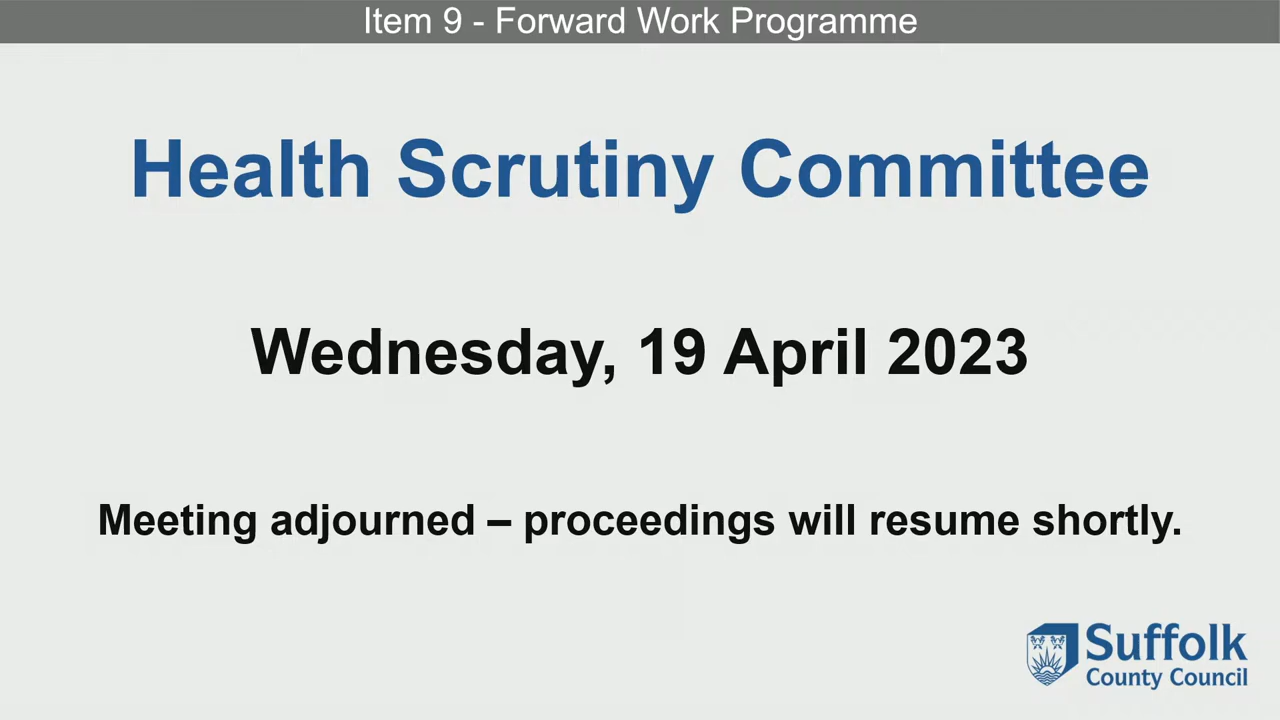 Item 9 - Forward Work Programme
Health Scrutiny Committee
Wednesday, 19 April 2023
Meeting adjourned – proceedings will resume shortly.
Suffolk
County Council